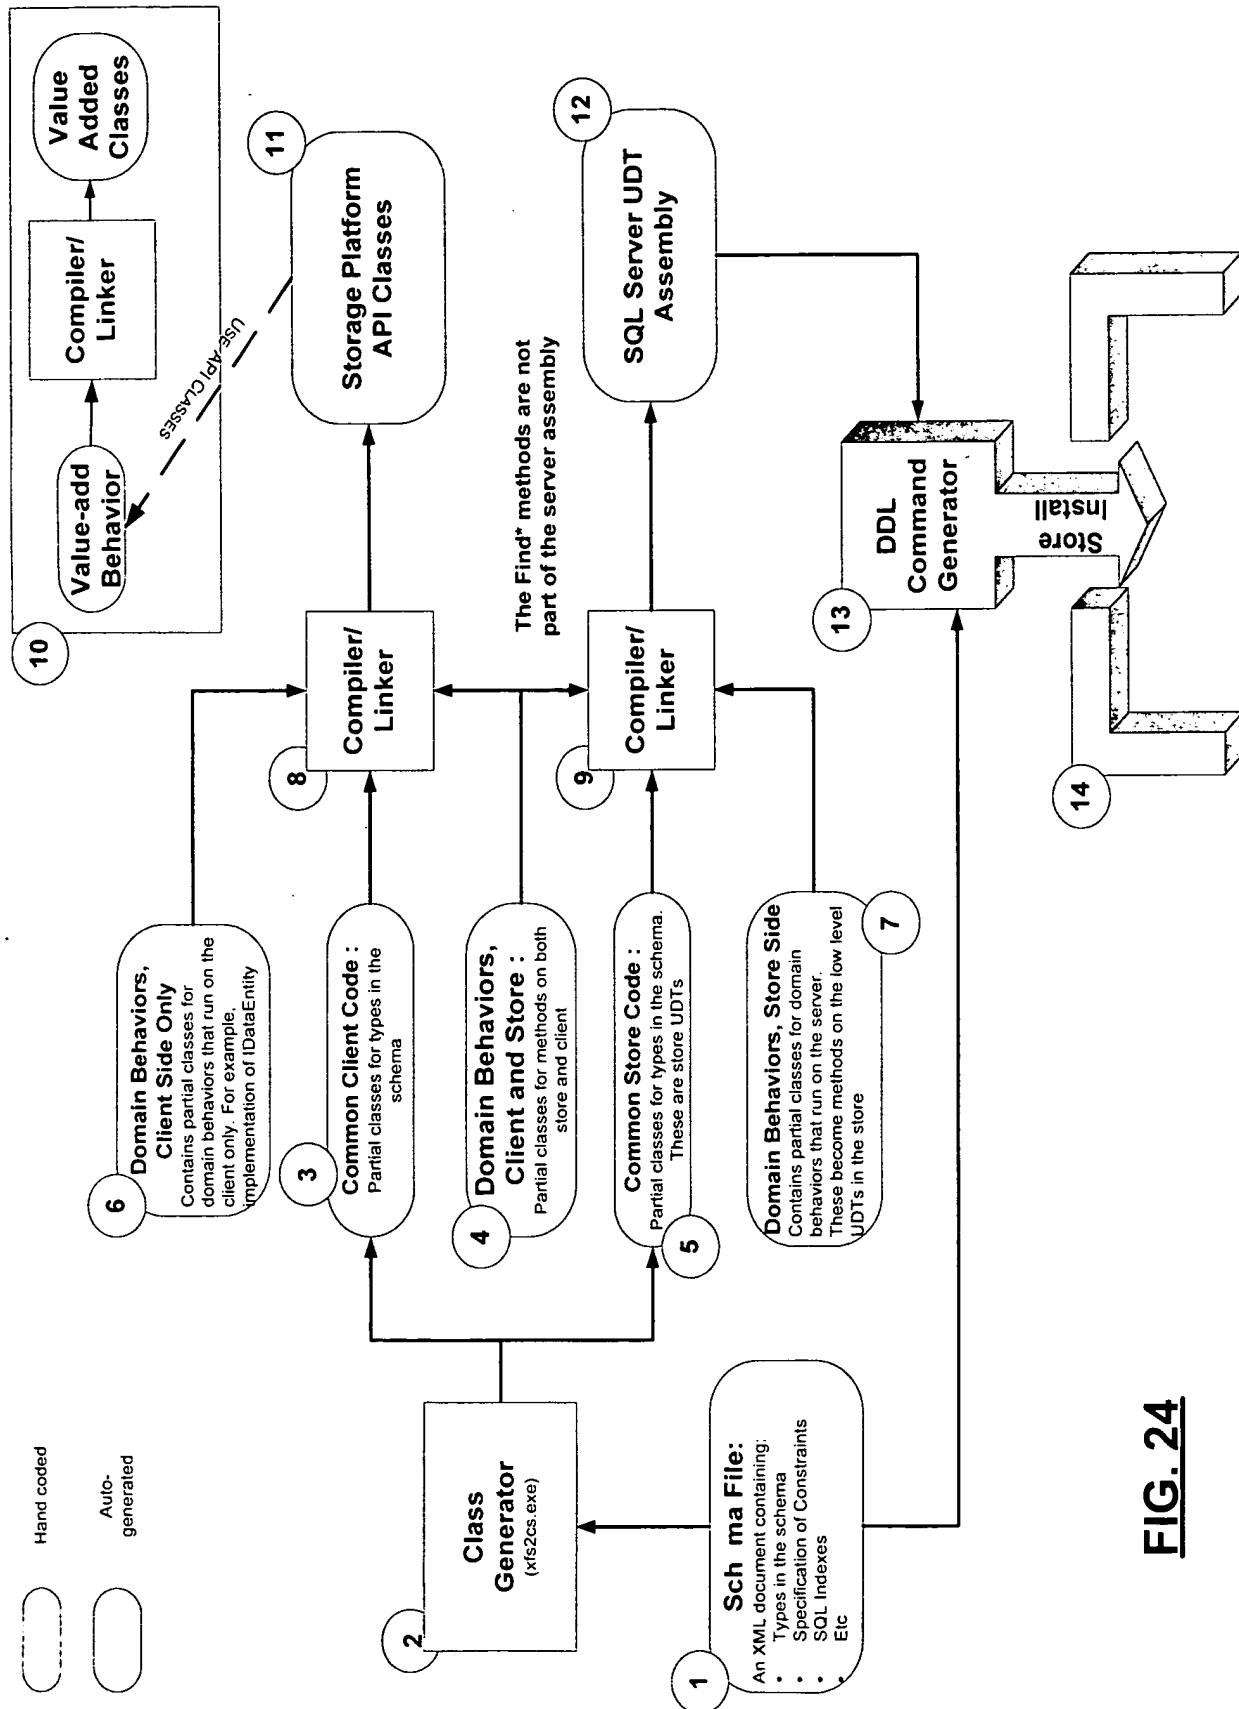 Hand coded
Auto-
generated
1
Sch ma File:
An XML document containing:
• Types in the schema
• Specification of Constraints
• SQL Indexes
• Etc
2
Class
Generator
(xfs2cs.exe)
6
Domain Behaviors,
Client Side Only
Contains partial classes for
domain behaviors that run on the
client only. For example,
implementation of IDataEntity
3
Common Client Code :
Partial classes for types in the
schema
4
Domain Behaviors,
Client and Store :
Partial classes for methods on both
store and client
5
Common Store Code :
Partial classes for types in the schema.
These are store UDTs
7
Domain Behaviors, Store Side
Contains partial classes for domain
behaviors that run on the server.
These become methods on the low level
UDTs in the store
8
Compiler/
Linker
9
Compiler/
Linker
The Find* methods are not
part of the server assembly
10
Value-add
Behavior
Compiler/
Linker
Value
Added
Classes
USE API CLASSES
11
Storage Platform
API Classes
12
SQL Server UDT
Assembly
13
DDL
Command
Generator
Store
Install
14
FIG. 24